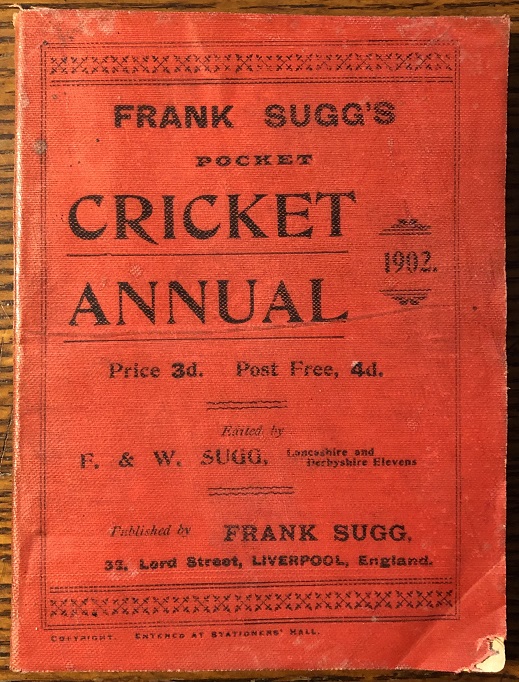 FRANK SUGG'S
POCKET
CRICKET
1902.
ANNUAL
Price 3d. Post Free, 4d.
Edited by
F. & W. SUGG, Lancashire and
Derbyshire Elevens
Published by FRANK SUGG,
32, Lord Street, LIVERPOOL, England.
COPYRIGHT. ENTERED AT STATIONERS' HALL.